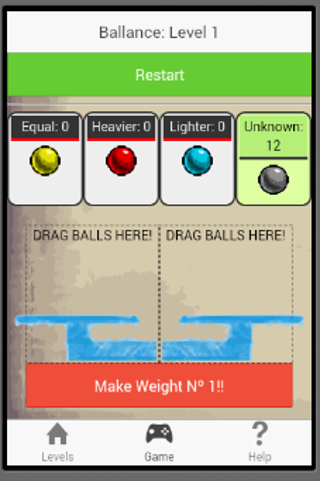 Ballance: Level 1
Restart
Equal: 0 Heavier: 0 Lighter: 0 Unknown:
12
DRAG BALLS HERE! DRAG BALLS HERE!
Make Weight Nº 1!!
Levels Game Help